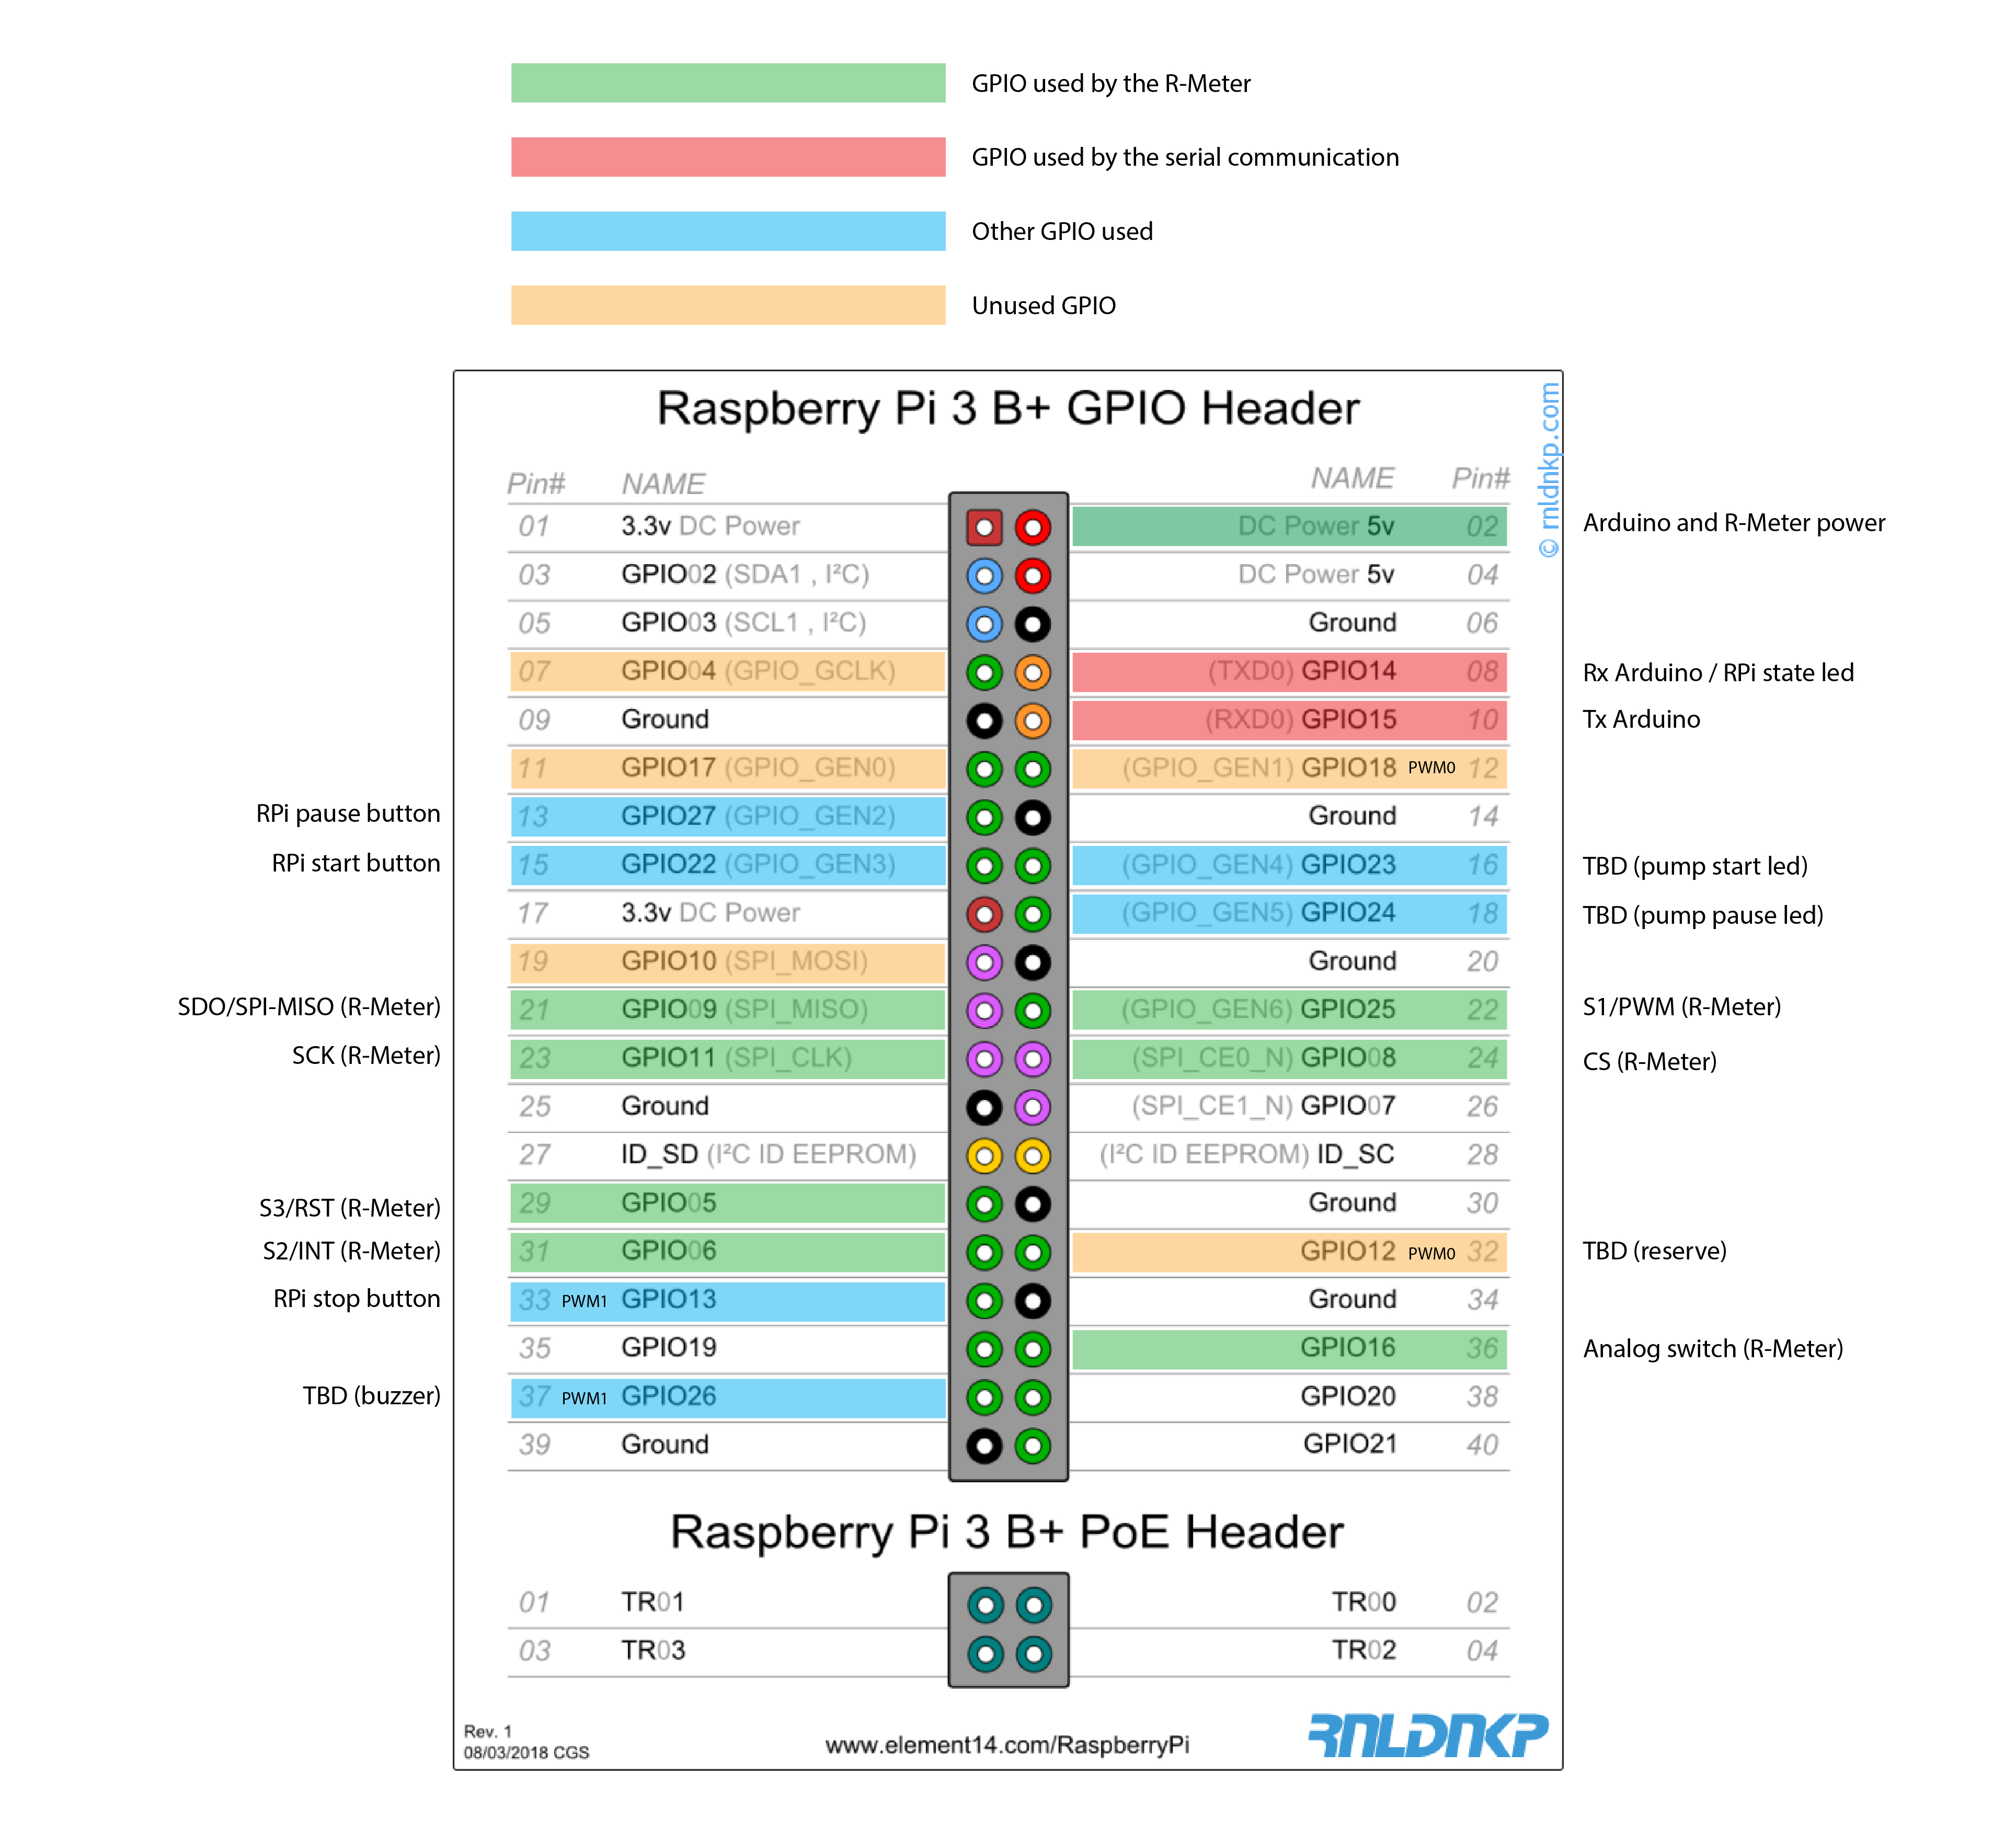 GPIO used by the R-Meter
GPIO used by the serial communication
Other GPIO used
Unused GPIO
Raspberry Pi 3 B+ GPIO Header
© rnldnkp.com
Pin# NAME NAME Pin#
01 3.3v DC Power DC Power 5v 02 Arduino and R-Meter power
03 GPIO02 (SDA1 , I²C) DC Power 5v 04
05 GPIO03 (SCL1 , I²C) Ground 06
07 GPIO04 (GPIO_GCLK) (TXD0) GPIO14 08 Rx Arduino / RPi state led
09 Ground (RXD0) GPIO15 10 Tx Arduino
11 GPIO17 (GPIO_GEN0) (GPIO_GEN1) GPIO18 PWM0 12
RPi pause button 13 GPIO27 (GPIO_GEN2) Ground 14
RPi start button 15 GPIO22 (GPIO_GEN3) (GPIO_GEN4) GPIO23 16 TBD (pump start led)
17 3.3v DC Power (GPIO_GEN5) GPIO24 18 TBD (pump pause led)
19 GPIO10 (SPI_MOSI) Ground 20
SDO/SPI-MISO (R-Meter) 21 GPIO09 (SPI_MISO) (GPIO_GEN6) GPIO25 22 S1/PWM (R-Meter)
SCK (R-Meter) 23 GPIO11 (SPI_CLK) (SPI_CE0_N) GPIO08 24 CS (R-Meter)
25 Ground (SPI_CE1_N) GPIO07 26
27 ID_SD (I²C ID EEPROM) (I²C ID EEPROM) ID_SC 28
S3/RST (R-Meter) 29 GPIO05 Ground 30
S2/INT (R-Meter) 31 GPIO06 GPIO12 PWM0 32 TBD (reserve)
RPi stop button 33 PWM1 GPIO13 Ground 34
35 GPIO19 GPIO16 36 Analog switch (R-Meter)
TBD (buzzer) 37 PWM1 GPIO26 GPIO20 38
39 Ground GPIO21 40
Raspberry Pi 3 B+ PoE Header
01 TR01 TR00 02
03 TR03 TR02 04
Rev. 1
08/03/2018 CGS
www.element14.com/RaspberryPi
RNLDNKP